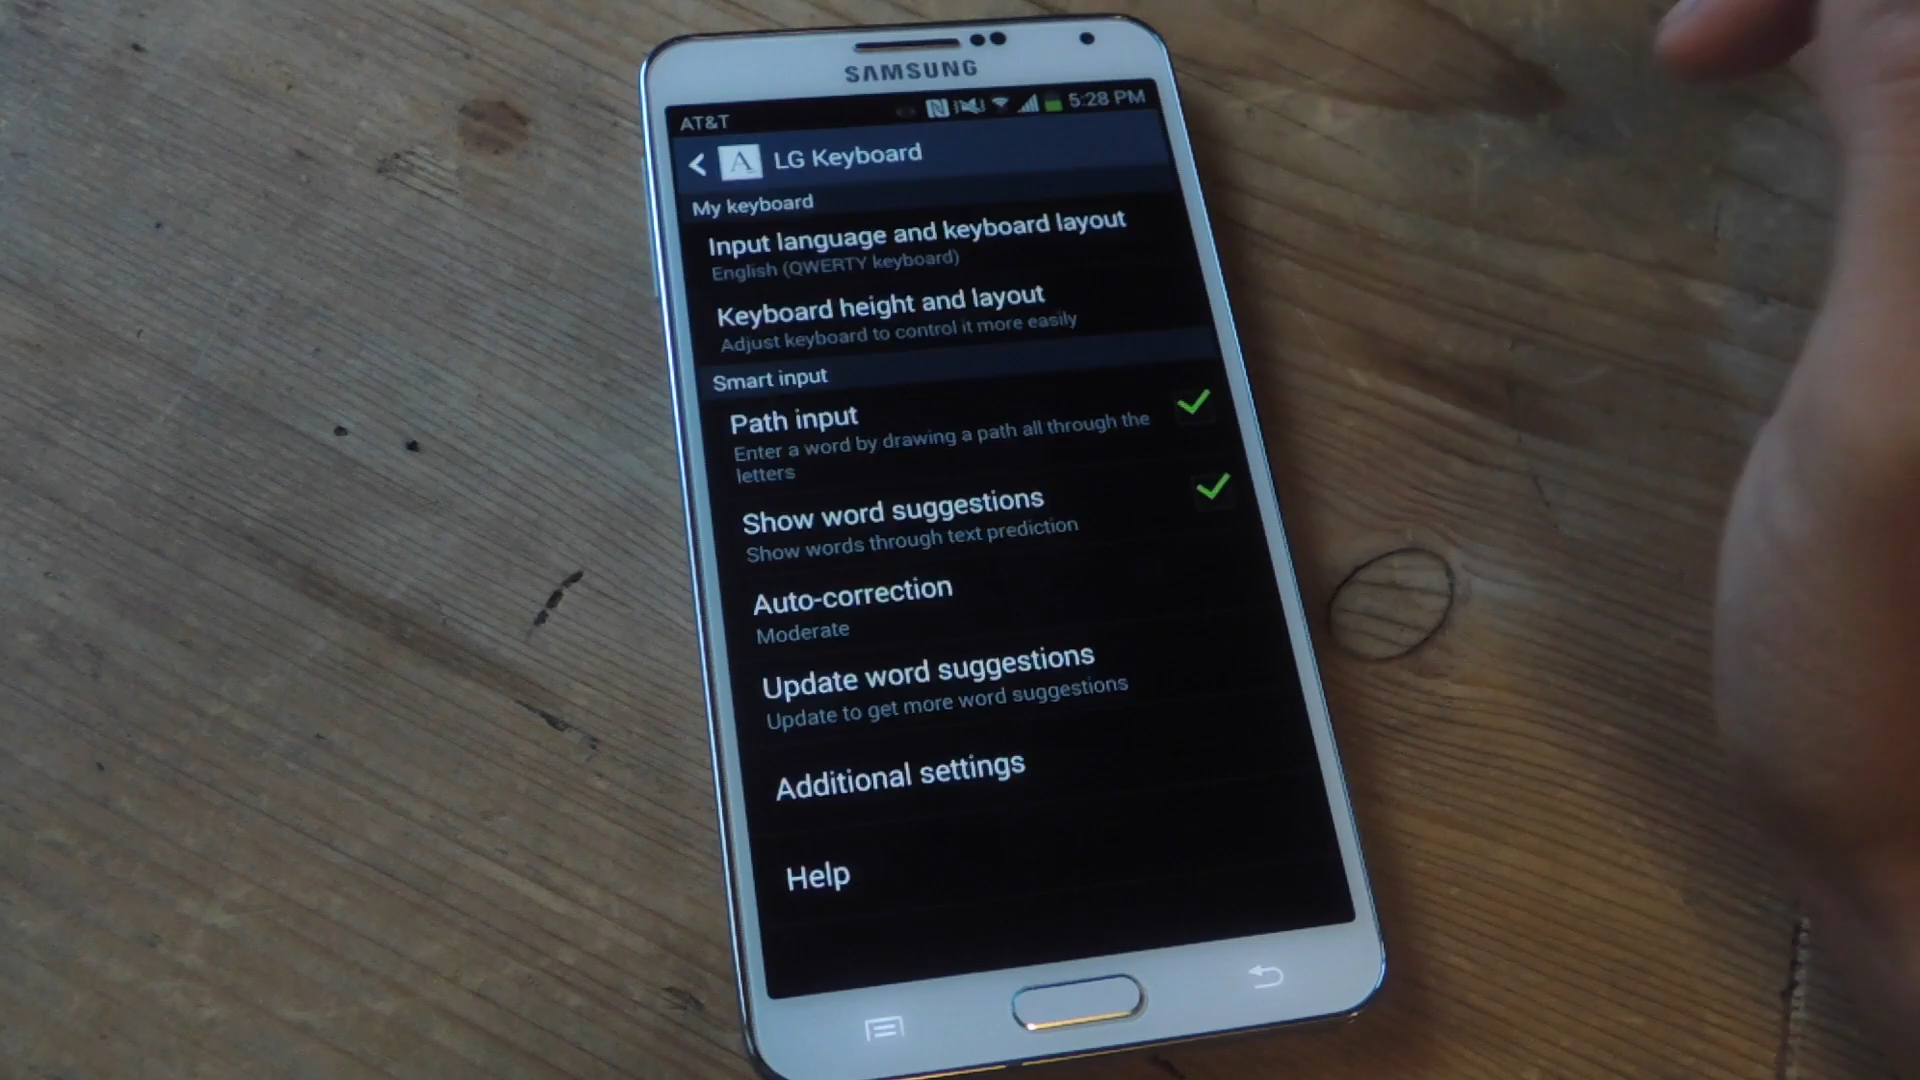 SAMSUNG
AT&T 5:28 PM
A LG Keyboard
My keyboard
Input language and keyboard layout
English (QWERTY keyboard)
Keyboard height and layout
Adjust keyboard to control it more easily
Smart input
Path input
Enter a word by drawing a path all through the
letters
Show word suggestions
Show words through text prediction
Auto-correction
Moderate
Update word suggestions
Update to get more word suggestions
Additional settings
Help